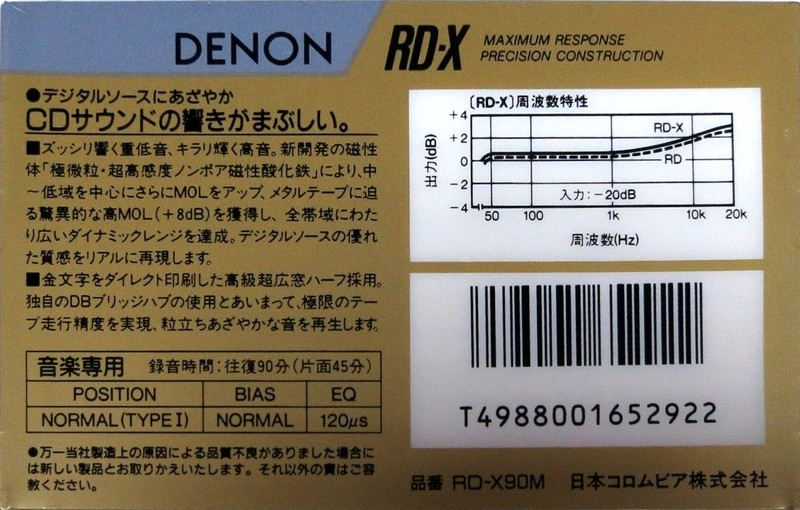 DENON RD-X MAXIMUM RESPONSE
PRECISION CONSTRUCTION
●デジタルソースにあざやか
CDサウンドの響きがまぶしい。
■ズッシリ響く重低音、キラリ輝く高音。新開発の磁性
体「極微粒・超高感度ノンポア磁性酸化鉄」により、中
〜低域を中心にさらにMOLをアップ、メタルテープに迫
る驚異的な高MOL(+8dB)を獲得し、全帯域にわた
り広いダイナミックレンジを達成。デジタルソースの優れ
た質感をリアルに再現します。
■金文字をダイレクト印刷した高級超広窓ハーフ採用。
独自のDBブリッジハブの使用とあいまって、極限のテー
プ走行精度を実現、粒立ちあざやかな音を再生します。
音楽専用 録音時間:往復90分(片面45分)
POSITION BIAS EQ
NORMAL(TYPE I) NORMAL 120μs
●万一当社製造上の原因による品質不良がありました場合に
は新しい製品とお取りかえいたします。それ以外の責はご容
赦ください。
〔RD-X〕周波数特性
出力(dB)
+4
+2
0
−2
−4
RD-X
RD
入力:−20dB
50 100 1k 10k 20k
周波数(Hz)
T4988001652922
品番 RD-X90M 日本コロムビア株式会社